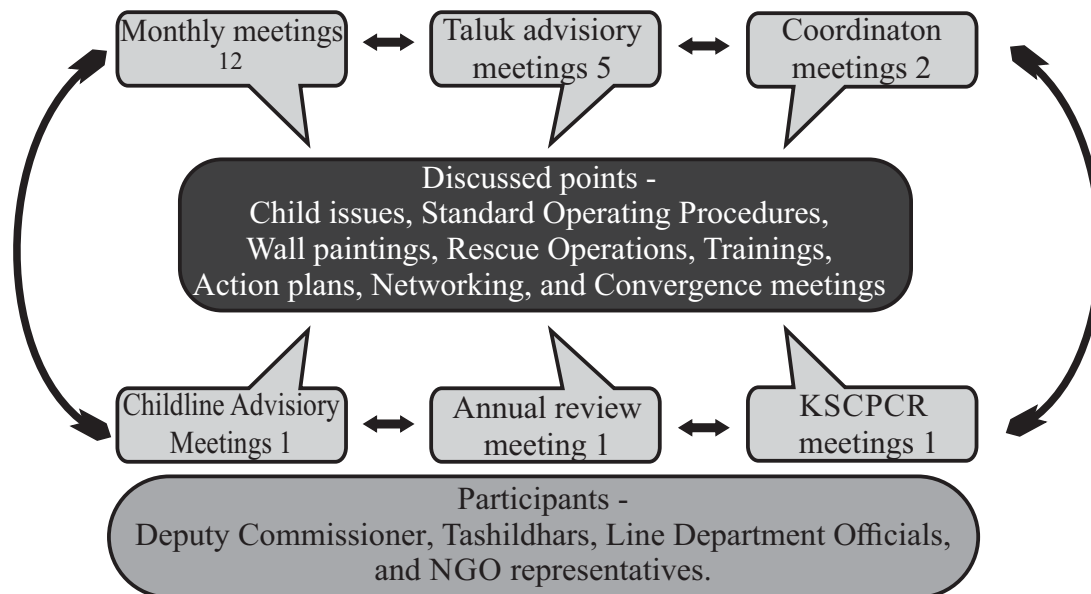 Monthly meetings
12
Taluk advisiory
meetings 5
Coordinaton
meetings 2
Discussed points -
Child issues, Standard Operating Procedures,
Wall paintings, Rescue Operations, Trainings,
Action plans, Networking, and Convergence meetings
Childline Advisiory
Meetings 1
Annual review
meeting 1
KSCPCR
meetings 1
Participants -
Deputy Commissioner, Tashildhars, Line Department Officials,
and NGO representatives.